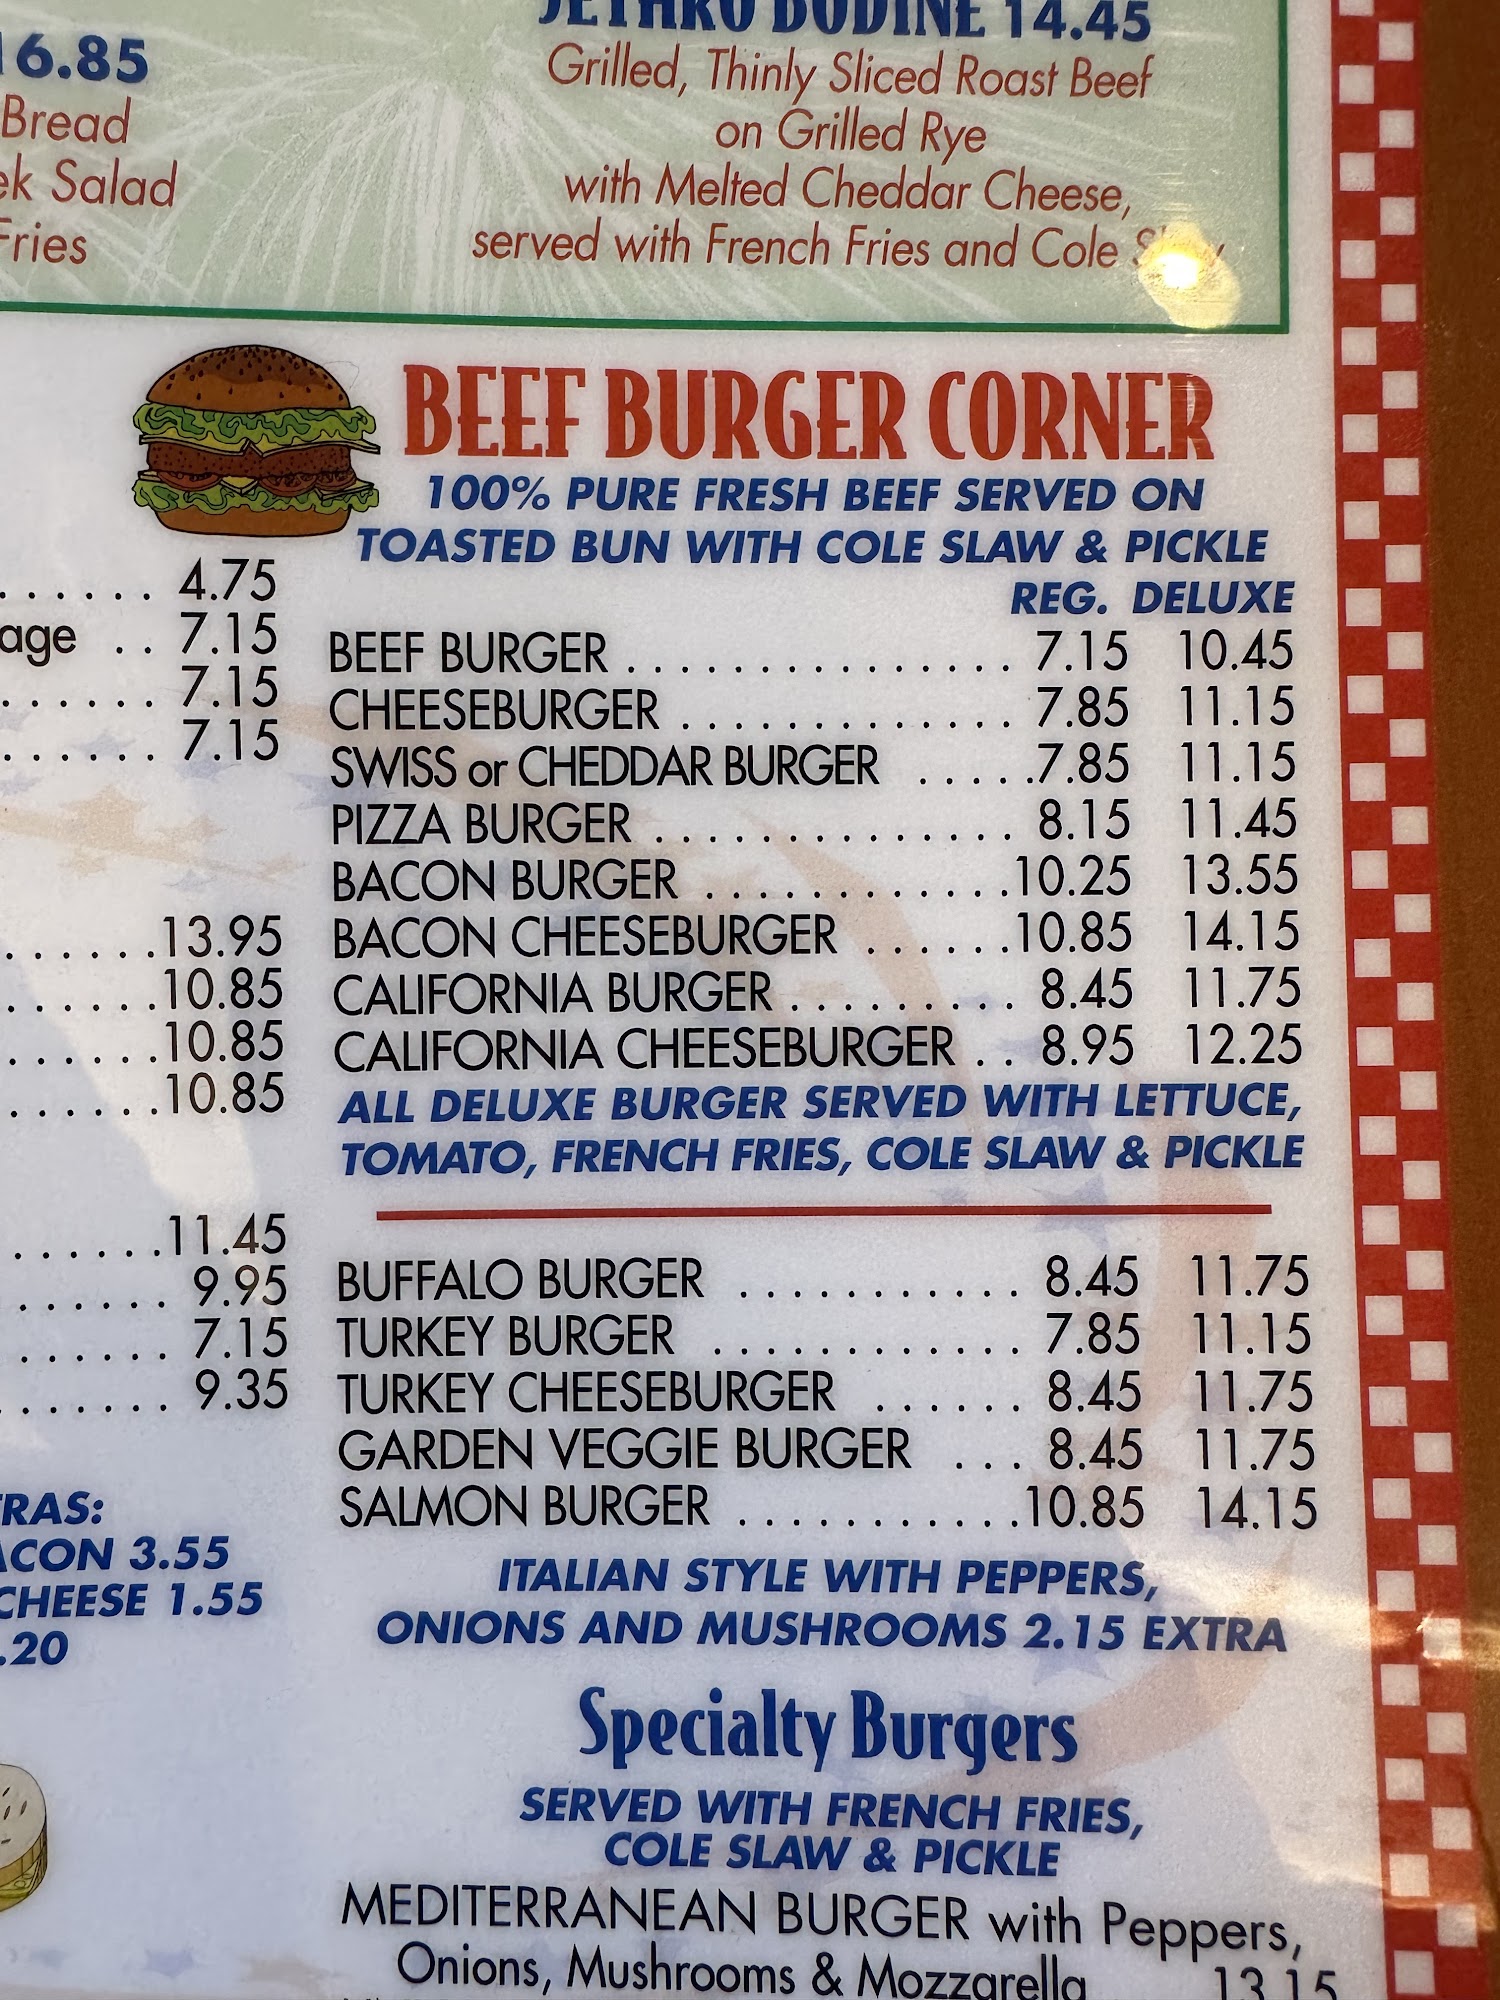 16.85
Bread
ek Salad
Fries
JETHRO BODINE 14.45
Grilled, Thinly Sliced Roast Beef
on Grilled Rye
with Melted Cheddar Cheese,
served with French Fries and Cole Slaw
. . . . . . 4.75
age . . 7.15
. . . . . . 7.15
. . . . . . 7.15
. . . . . .13.95
. . . . . .10.85
. . . . . .10.85
. . . . . .10.85
. . . . . .11.45
. . . . . . 9.95
. . . . . . 7.15
. . . . . . 9.35
TRAS:
ACON 3.55
CHEESE 1.55
.20
BEEF BURGER CORNER
100% PURE FRESH BEEF SERVED ON
TOASTED BUN WITH COLE SLAW & PICKLE
REG. DELUXE
BEEF BURGER . . . . . . . . . . . . . . . 7.15 10.45
CHEESEBURGER . . . . . . . . . . . . . 7.85 11.15
SWISS or CHEDDAR BURGER . . . . .7.85 11.15
PIZZA BURGER . . . . . . . . . . . . . . 8.15 11.45
BACON BURGER . . . . . . . . . . . .10.25 13.55
BACON CHEESEBURGER . . . . . .10.85 14.15
CALIFORNIA BURGER . . . . . . . . . 8.45 11.75
CALIFORNIA CHEESEBURGER . . 8.95 12.25
ALL DELUXE BURGER SERVED WITH LETTUCE,
TOMATO, FRENCH FRIES, COLE SLAW & PICKLE
BUFFALO BURGER . . . . . . . . . . . 8.45 11.75
TURKEY BURGER . . . . . . . . . . . . 7.85 11.15
TURKEY CHEESEBURGER . . . . . . 8.45 11.75
GARDEN VEGGIE BURGER . . . 8.45 11.75
SALMON BURGER . . . . . . . . . . .10.85 14.15
ITALIAN STYLE WITH PEPPERS,
ONIONS AND MUSHROOMS 2.15 EXTRA
Specialty Burgers
SERVED WITH FRENCH FRIES,
COLE SLAW & PICKLE
MEDITERRANEAN BURGER with Peppers,
Onions, Mushrooms & Mozzarella 13.15